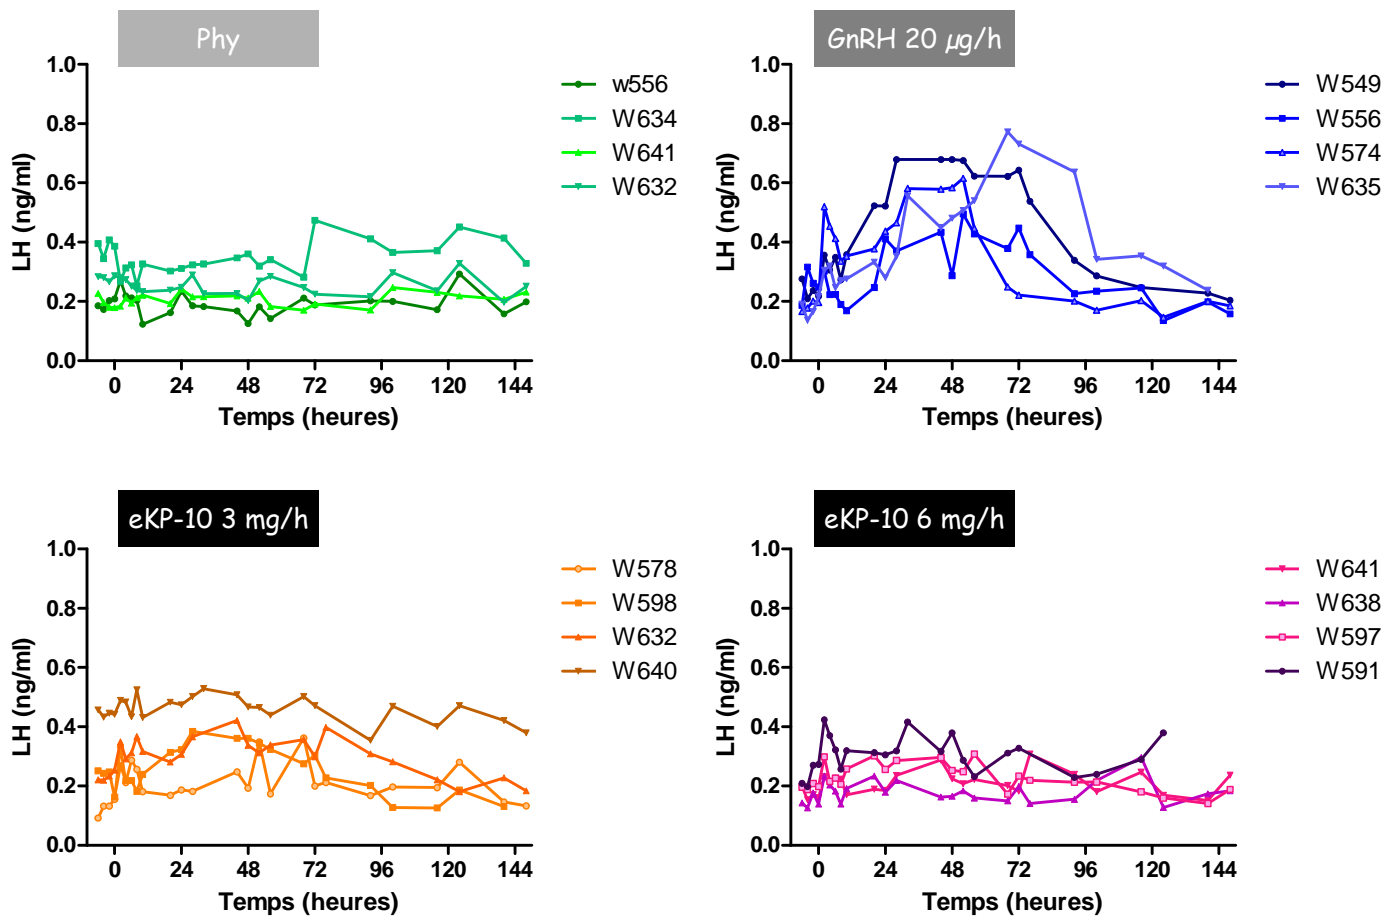 Phy
1.0
0.8
0.6
0.4
0.2
0.0
LH (ng/ml)
0 24 48 72 96 120 144
Temps (heures)
w556
W634
W641
W632
GnRH 20 µg/h
1.0
0.8
0.6
0.4
0.2
0.0
LH (ng/ml)
0 24 48 72 96 120 144
Temps (heures)
W549
W556
W574
W635
eKP-10 3 mg/h
1.0
0.8
0.6
0.4
0.2
0.0
LH (ng/ml)
0 24 48 72 96 120 144
Temps (heures)
W578
W598
W632
W640
eKP-10 6 mg/h
1.0
0.8
0.6
0.4
0.2
0.0
LH (ng/ml)
0 24 48 72 96 120 144
Temps (heures)
W641
W638
W597
W591